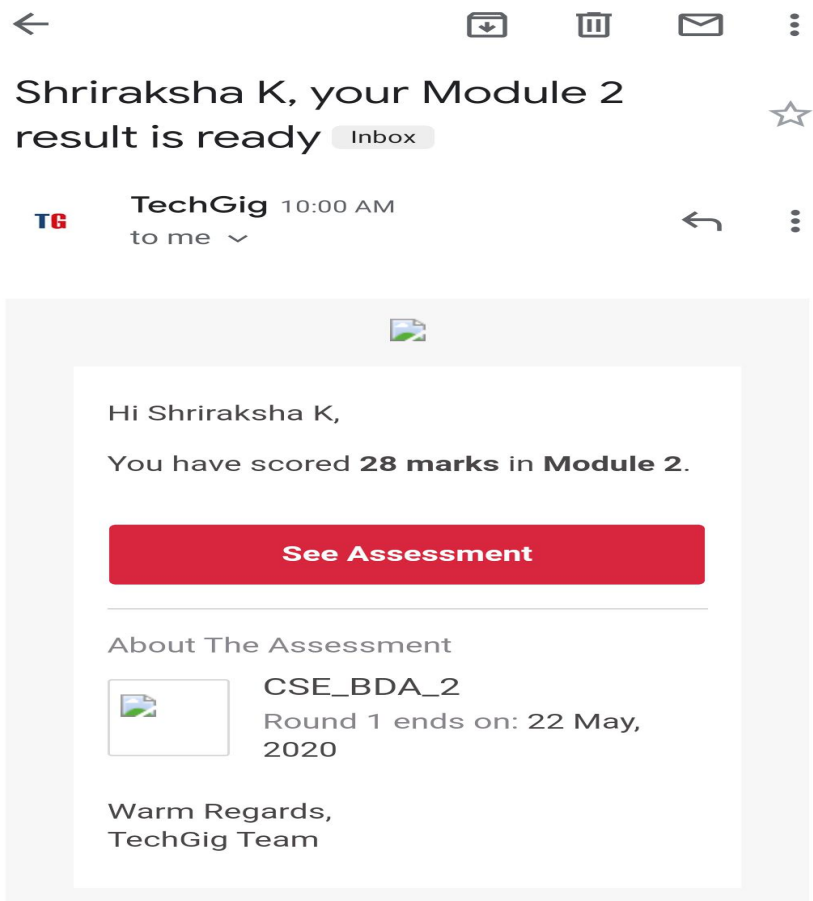 Shriraksha K, your Module 2
result is ready Inbox
TG
TechGig 10:00 AM
to me
Hi Shriraksha K,
You have scored 28 marks in Module 2.
See Assessment
About The Assessment
CSE_BDA_2
Round 1 ends on: 22 May,
2020
Warm Regards,
TechGig Team